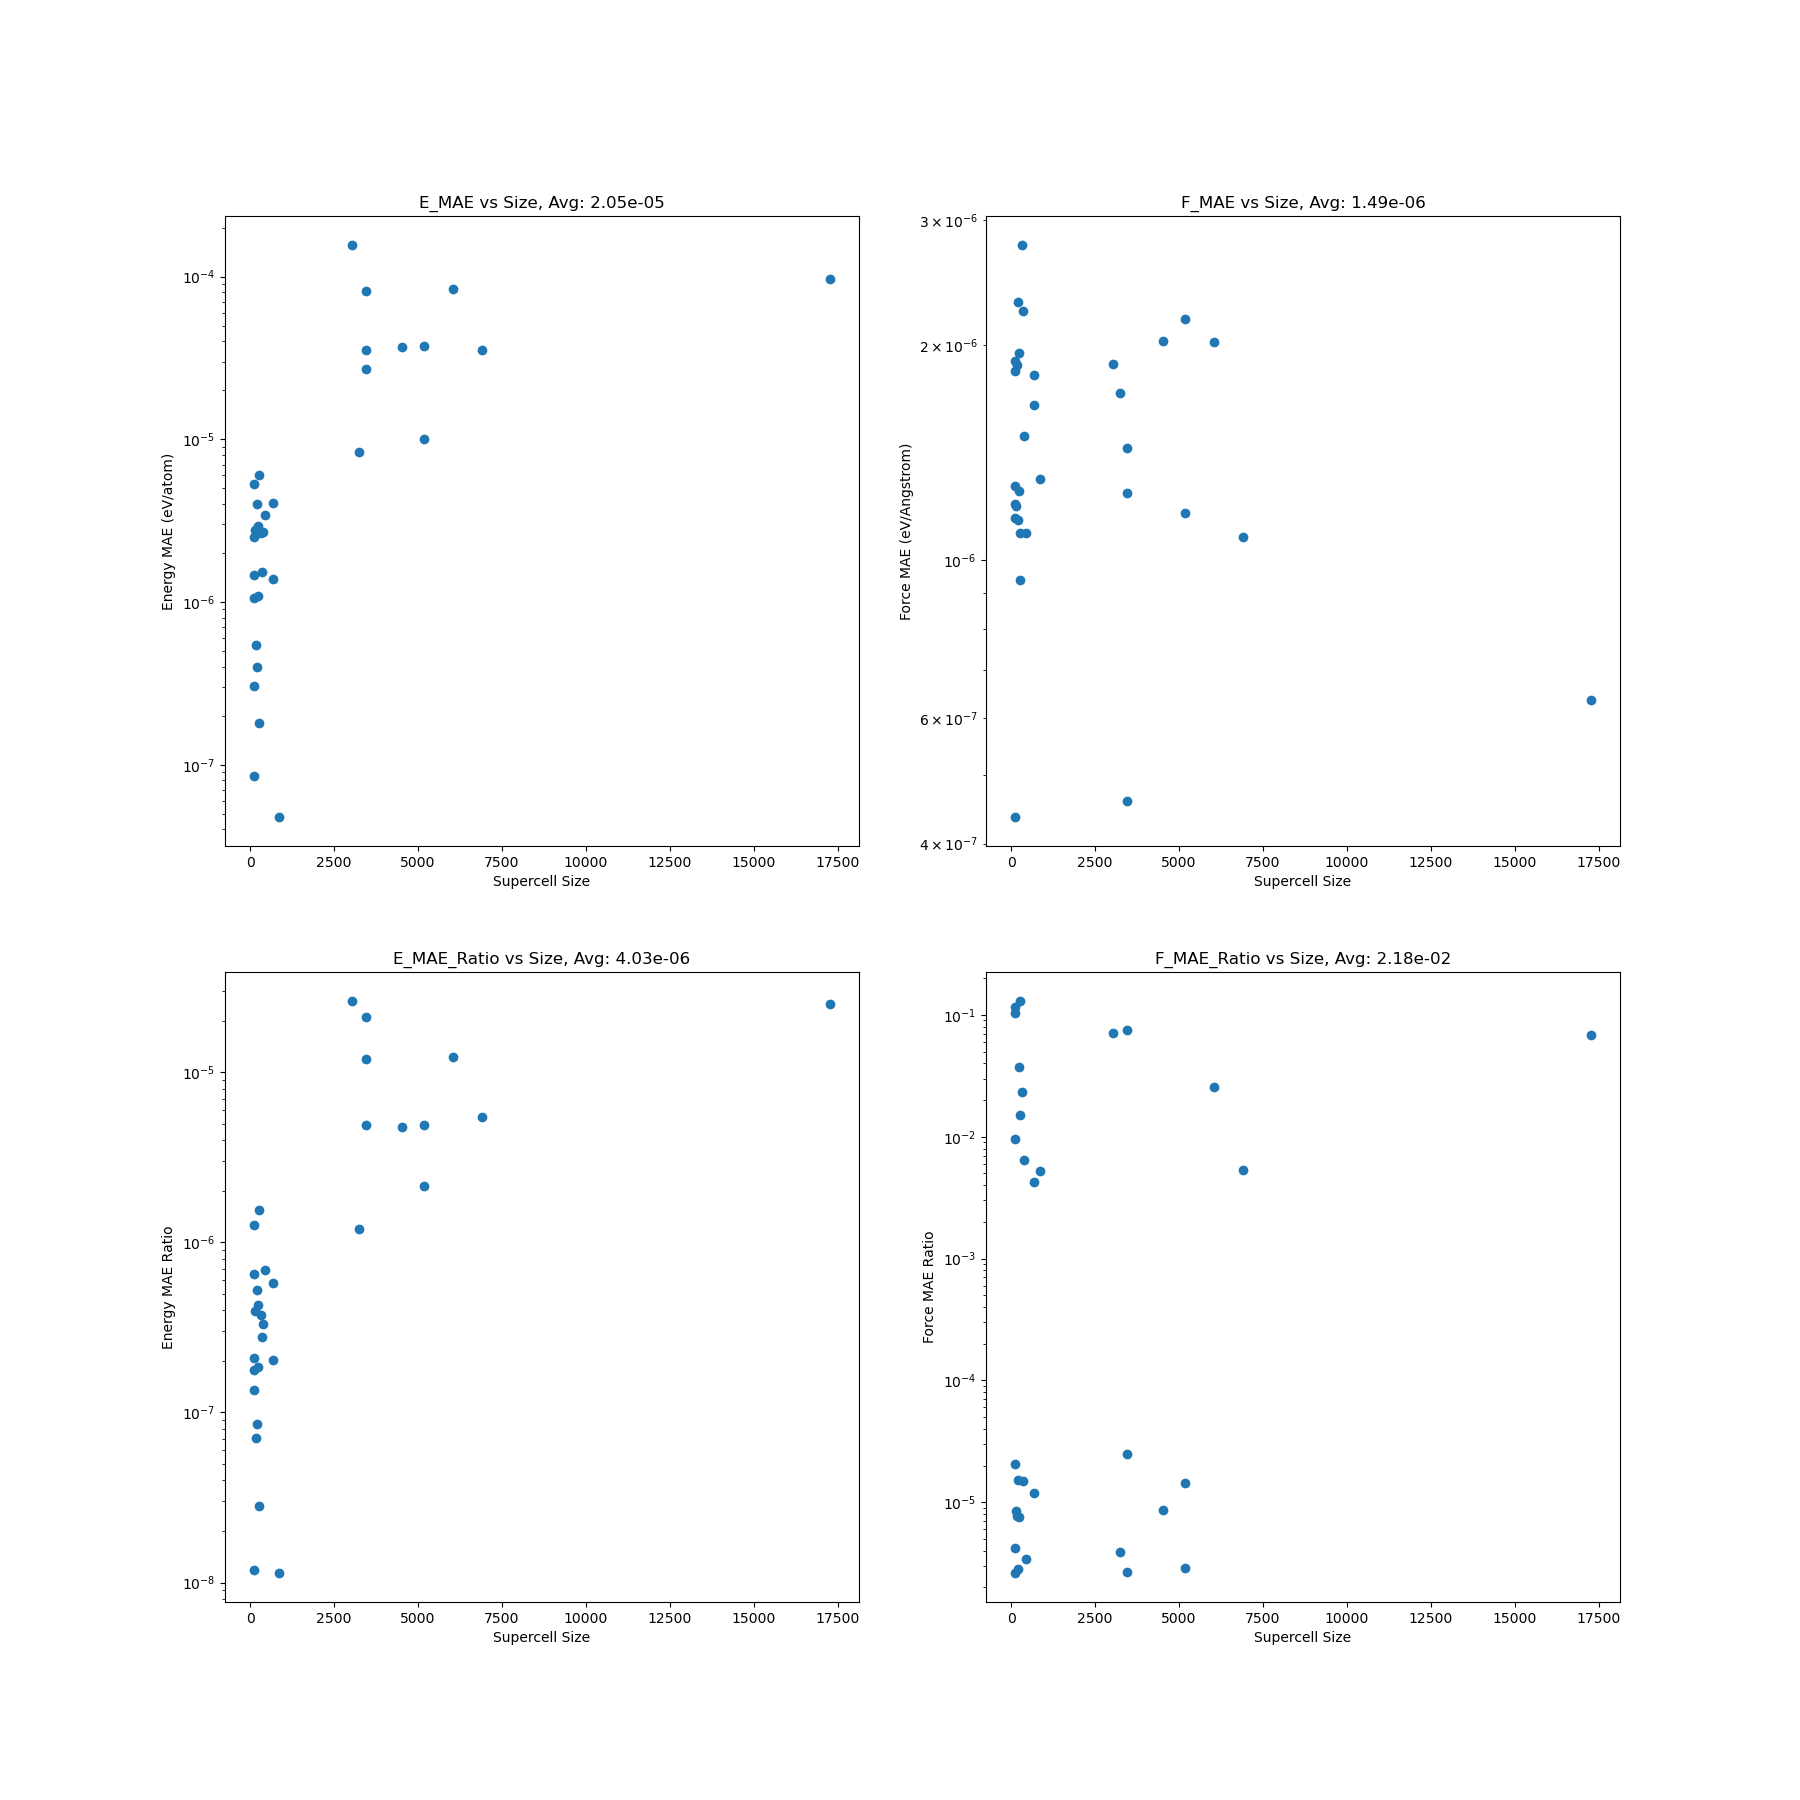 E_MAE vs Size, Avg: 2.05e-05
Energy MAE (eV/atom)
10⁻⁴
10⁻⁵
10⁻⁶
10⁻⁷
0 2500 5000 7500 10000 12500 15000 17500
Supercell Size
F_MAE vs Size, Avg: 1.49e-06
Force MAE (eV/Angstrom)
3 × 10⁻⁶
2 × 10⁻⁶
10⁻⁶
6 × 10⁻⁷
4 × 10⁻⁷
0 2500 5000 7500 10000 12500 15000 17500
Supercell Size
E_MAE_Ratio vs Size, Avg: 4.03e-06
Energy MAE Ratio
10⁻⁵
10⁻⁶
10⁻⁷
10⁻⁸
0 2500 5000 7500 10000 12500 15000 17500
Supercell Size
F_MAE_Ratio vs Size, Avg: 2.18e-02
Force MAE Ratio
10⁻¹
10⁻²
10⁻³
10⁻⁴
10⁻⁵
0 2500 5000 7500 10000 12500 15000 17500
Supercell Size